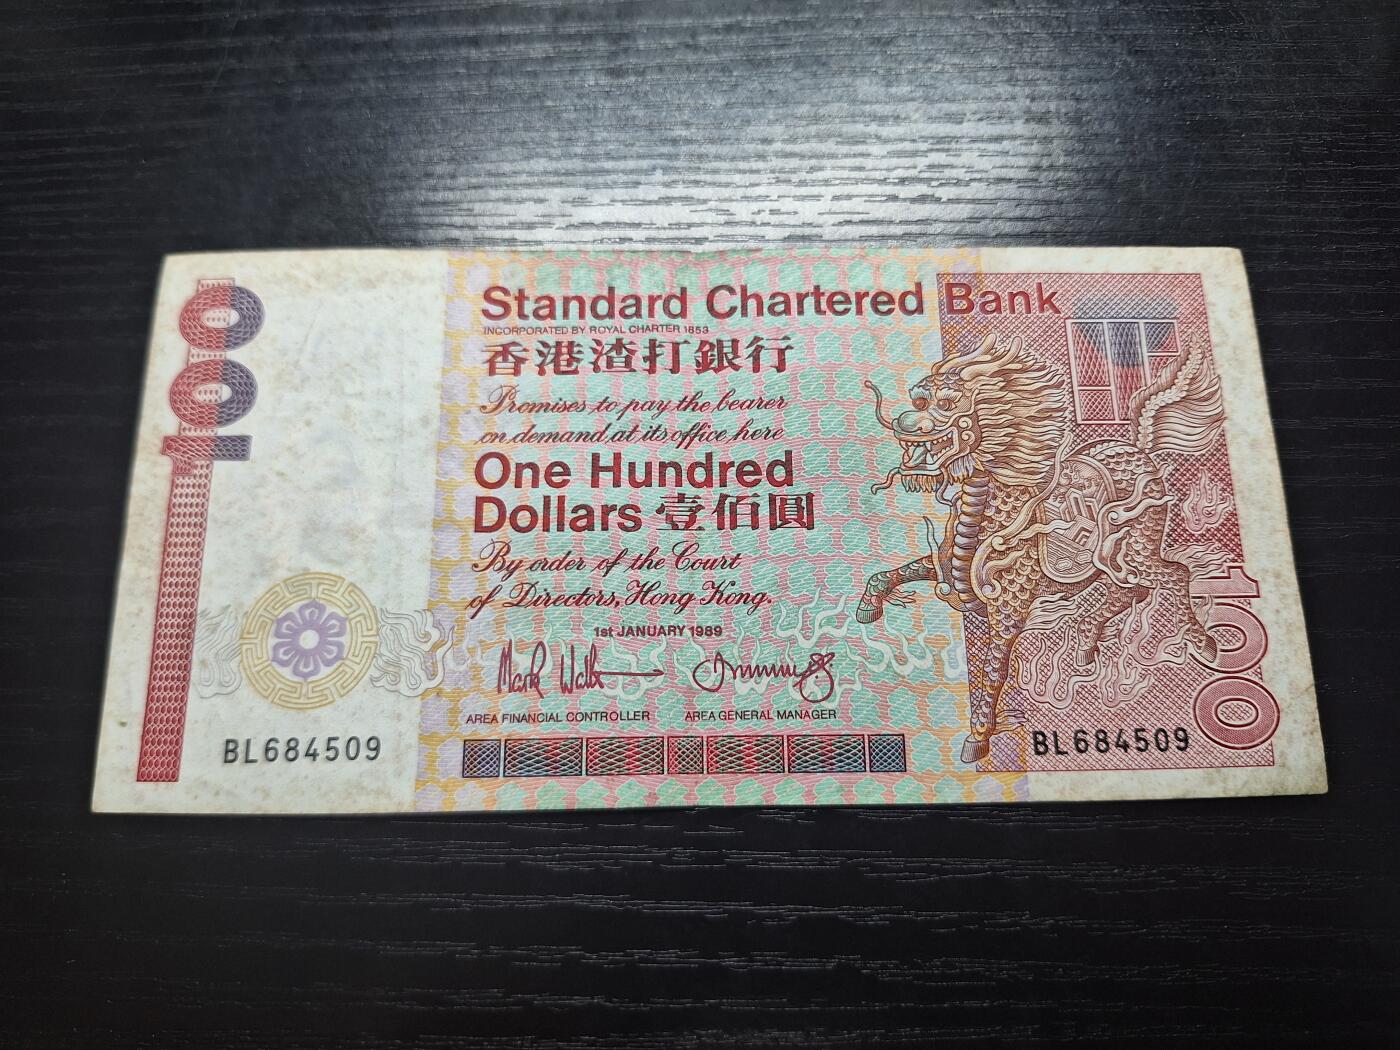 100
Standard Chartered Bank
INCORPORATED BY ROYAL CHARTER 1853
香港渣打銀行
Promises to pay the bearer
on demand at its office here
One Hundred
Dollars 壹佰圓
By order of the Court
of Directors, Hong Kong.
1st JANUARY 1989
Mark
AREA FINANCIAL CONTROLLER AREA GENERAL MANAGER
BL684509 BL684509
100